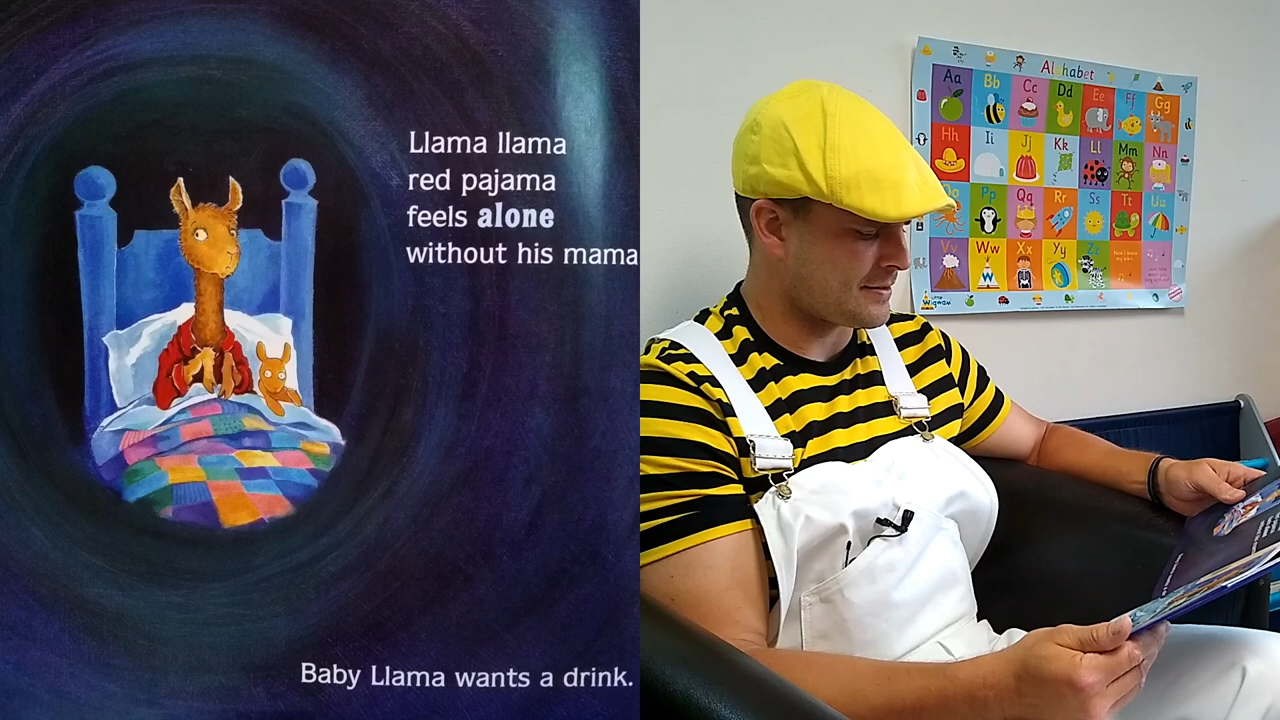 Llama llama
red pajama
feels alone
without his mama
Baby Llama wants a drink.
Alphabet
Aa Bb Cc Dd Ee Ff Gg
Hh Ii Jj Kk Ll Mm Nn
Oo Pp Qq Rr Ss Tt Uu
Vv Ww Xx Yy Zz
Little
Wigwam